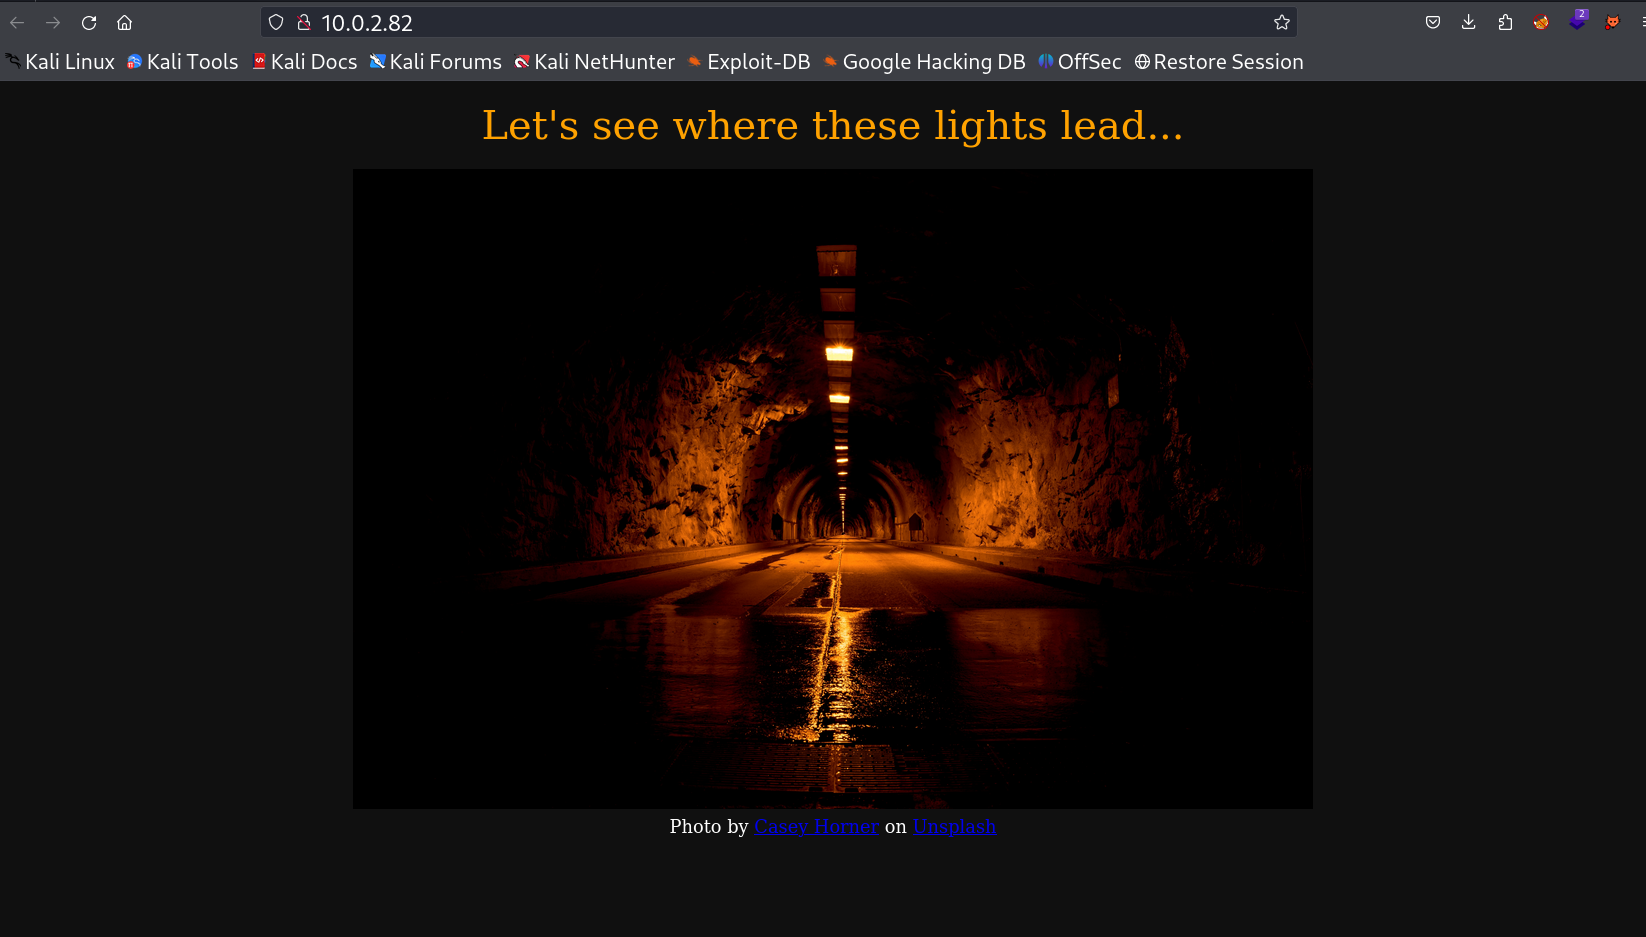 10.0.2.82
2
Kali Linux Kali Tools Kali Docs Kali Forums Kali NetHunter Exploit-DB Google Hacking DB OffSec Restore Session
Let's see where these lights lead...
Photo by Casey Horner on Unsplash